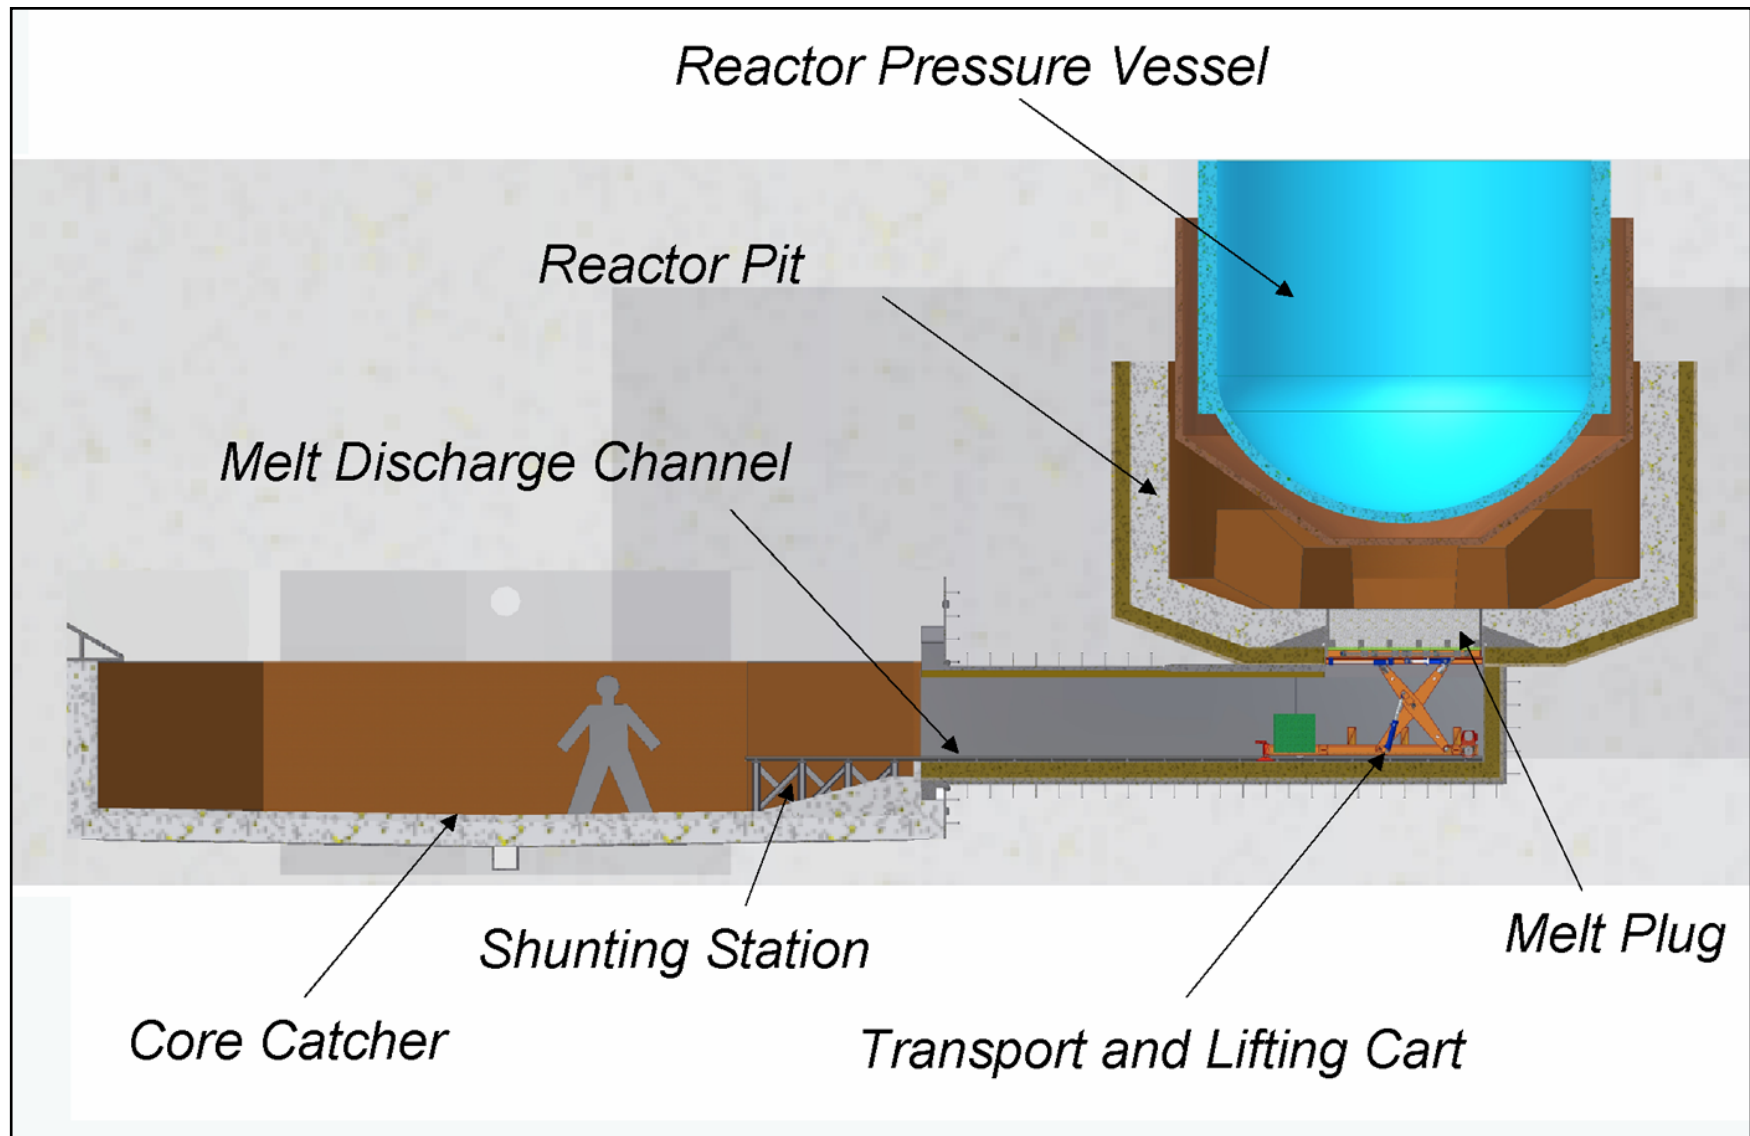 Reactor Pressure Vessel
Reactor Pit
Melt Discharge Channel
Shunting Station
Melt Plug
Core Catcher
Transport and Lifting Cart